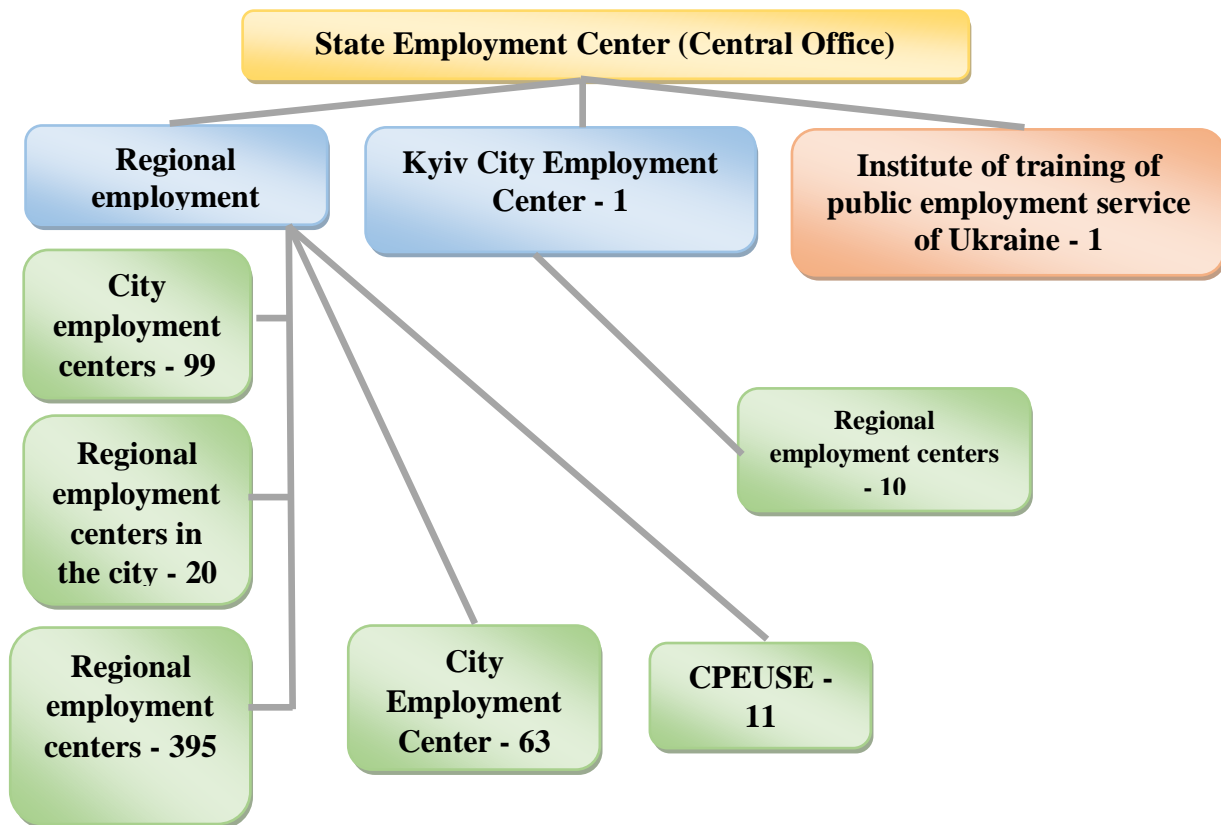 State Employment Center (Central Office)
Regional
employment
Kyiv City Employment
Center - 1
Institute of training of
public employment service
of Ukraine - 1
City
employment
centers - 99
Regional
employment
centers in
the city - 20
Regional
employment
centers - 395
City
Employment
Center - 63
CPEUSE -
11
Regional
employment centers
- 10